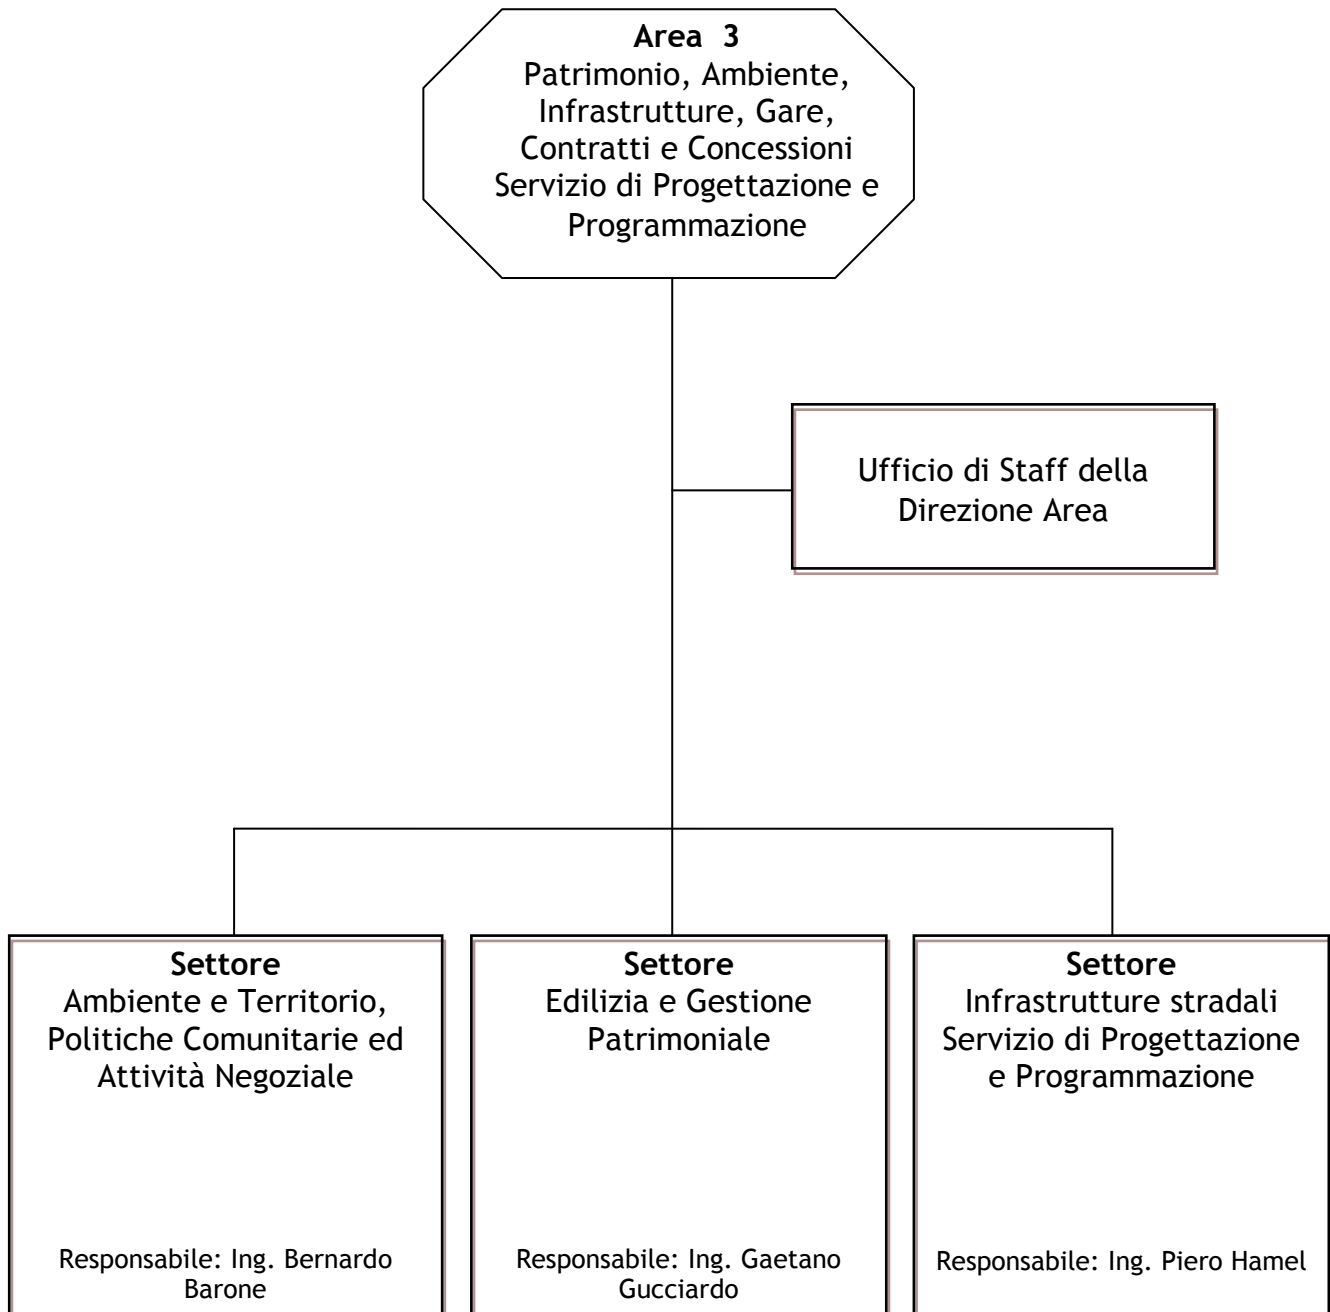 Area 3
Patrimonio, Ambiente,
Infrastrutture, Gare,
Contratti e Concessioni
Servizio di Progettazione e
Programmazione
Ufficio di Staff della
Direzione Area
Settore
Ambiente e Territorio,
Politiche Comunitarie ed
Attività Negoziale
Responsabile: Ing. Bernardo
Barone
Settore
Edilizia e Gestione
Patrimoniale
Responsabile: Ing. Gaetano
Gucciardo
Settore
Infrastrutture stradali
Servizio di Progettazione
e Programmazione
Responsabile: Ing. Piero Hamel